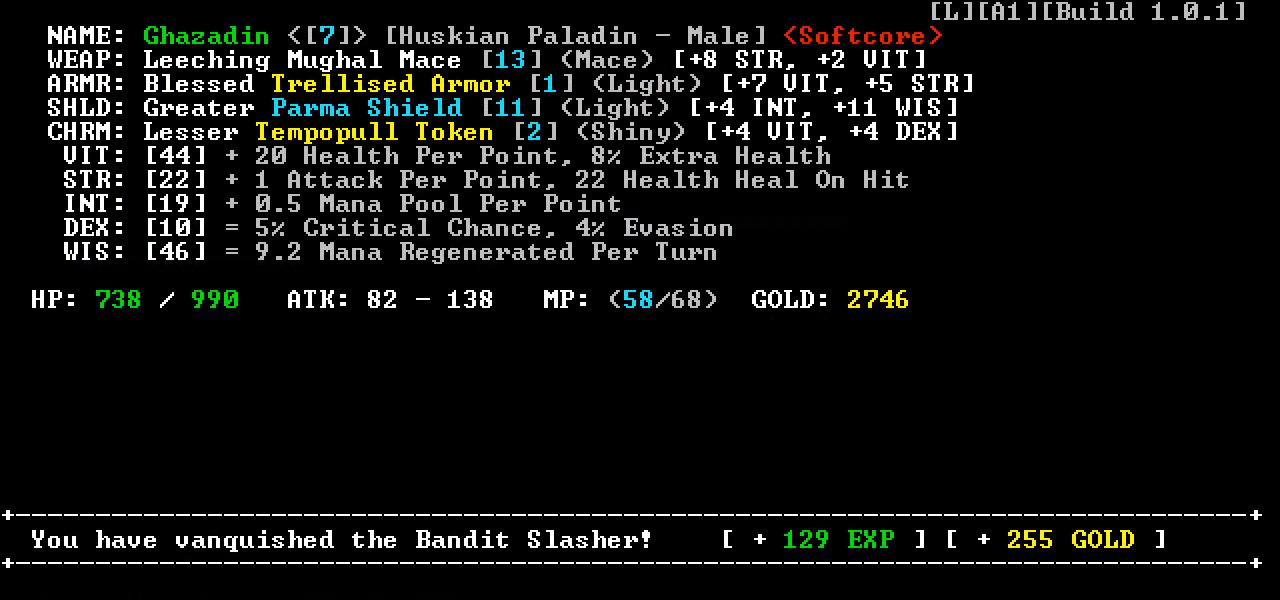 [L][A1][Build 1.0.1]
NAME: Ghazadin <[7]> [Huskian Paladin - Male] <Softcore>
WEAP: Leeching Mughal Mace [13] (Mace) [+8 STR, +2 VIT]
ARMR: Blessed Trellised Armor [1] (Light) [+7 VIT, +5 STR]
SHLD: Greater Parma Shield [11] (Light) [+4 INT, +11 WIS]
CHRM: Lesser Tempopull Token [2] (Shiny) [+4 VIT, +4 DEX]
VIT: [44] + 20 Health Per Point, 8% Extra Health
STR: [22] + 1 Attack Per Point, 22 Health Heal On Hit
INT: [19] + 0.5 Mana Pool Per Point
DEX: [10] = 5% Critical Chance, 4% Evasion
WIS: [46] = 9.2 Mana Regenerated Per Turn
HP: 738 / 990 ATK: 82 - 138 MP: (58/68) GOLD: 2746
You have vanquished the Bandit Slasher! [ + 129 EXP ] [ + 255 GOLD ]